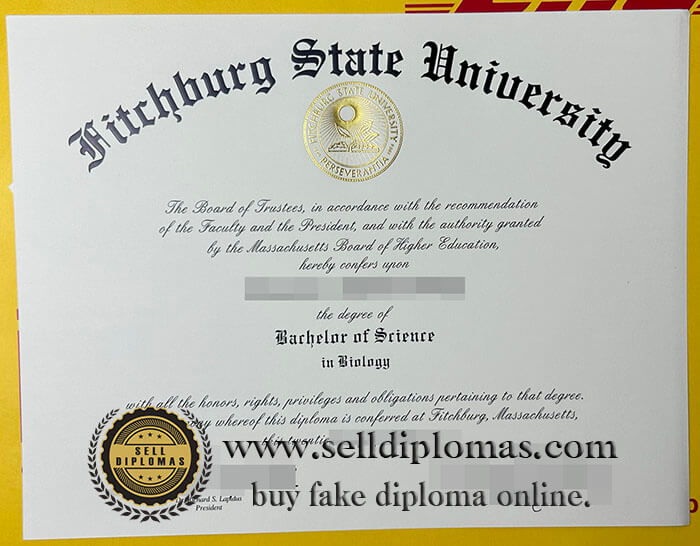 Fitchburg State University
FITCHBURG STATE UNIVERSITY
PERSEVERANTIA
The Board of Trustees, in accordance with the recommendation
of the Faculty and the President, and with the authority granted
by the Massachusetts Board of Higher Education,
hereby confers upon
the degree of
Bachelor of Science
in Biology
with all the honors, rights, privileges and obligations pertaining to that degree.
whereof this diploma is conferred at Fitchburg, Massachusetts,
SELL
DIPLOMAS
www.selldiplomas.com
buy fake diploma online.
S. Lapidus
President